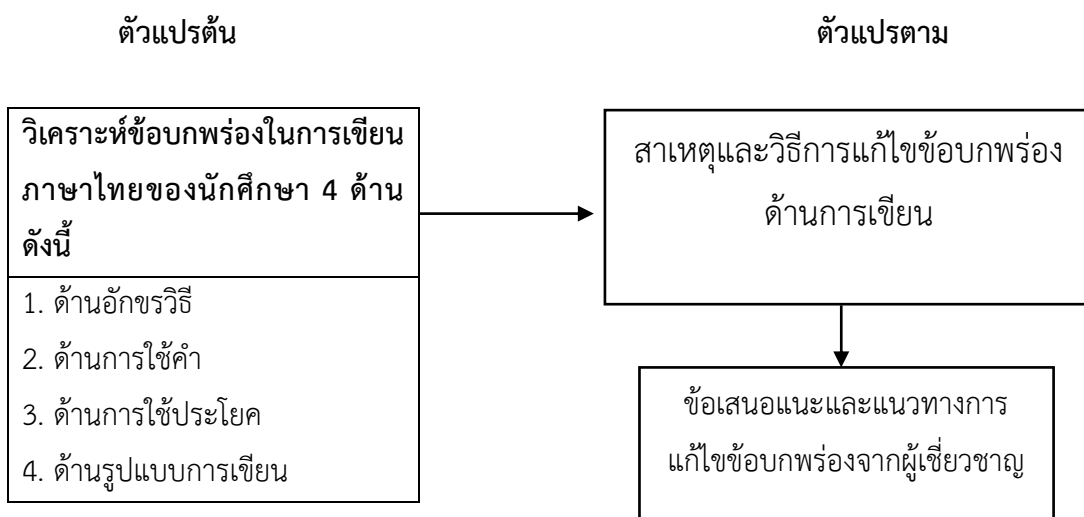 ตัวแปรต้น
ตัวแปรตาม
วิเคราะห์ข้อบกพร่องในการเขียน
ภาษาไทยของนักศึกษา 4 ด้าน
ดังนี้
1. ด้านอักขรวิธี
2. ด้านการใช้คำ
3. ด้านการใช้ประโยค
4. ด้านรูปแบบการเขียน
สาเหตุและวิธีการแก้ไขข้อบกพร่อง
ด้านการเขียน
ข้อเสนอแนะและแนวทางการ
แก้ไขข้อบกพร่องจากผู้เชี่ยวชาญ